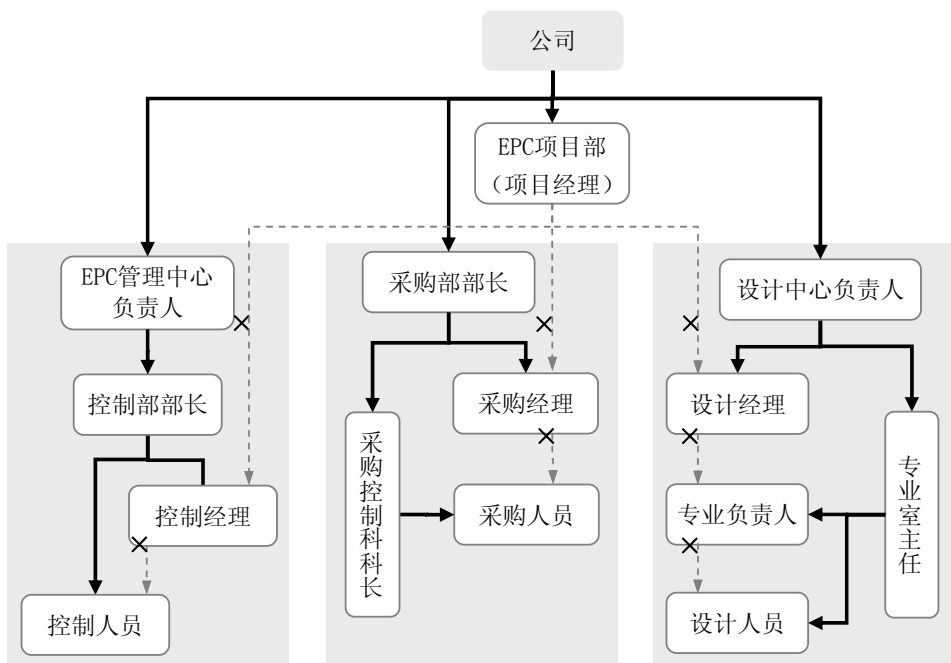 公司
EPC项目部
（项目经理）
EPC管理中心
负责人
采购部部长
设计中心负责人
控制部部长
采购经理
设计经理
采购控制科科长
专业室主任
控制经理
采购人员
专业负责人
控制人员
设计人员